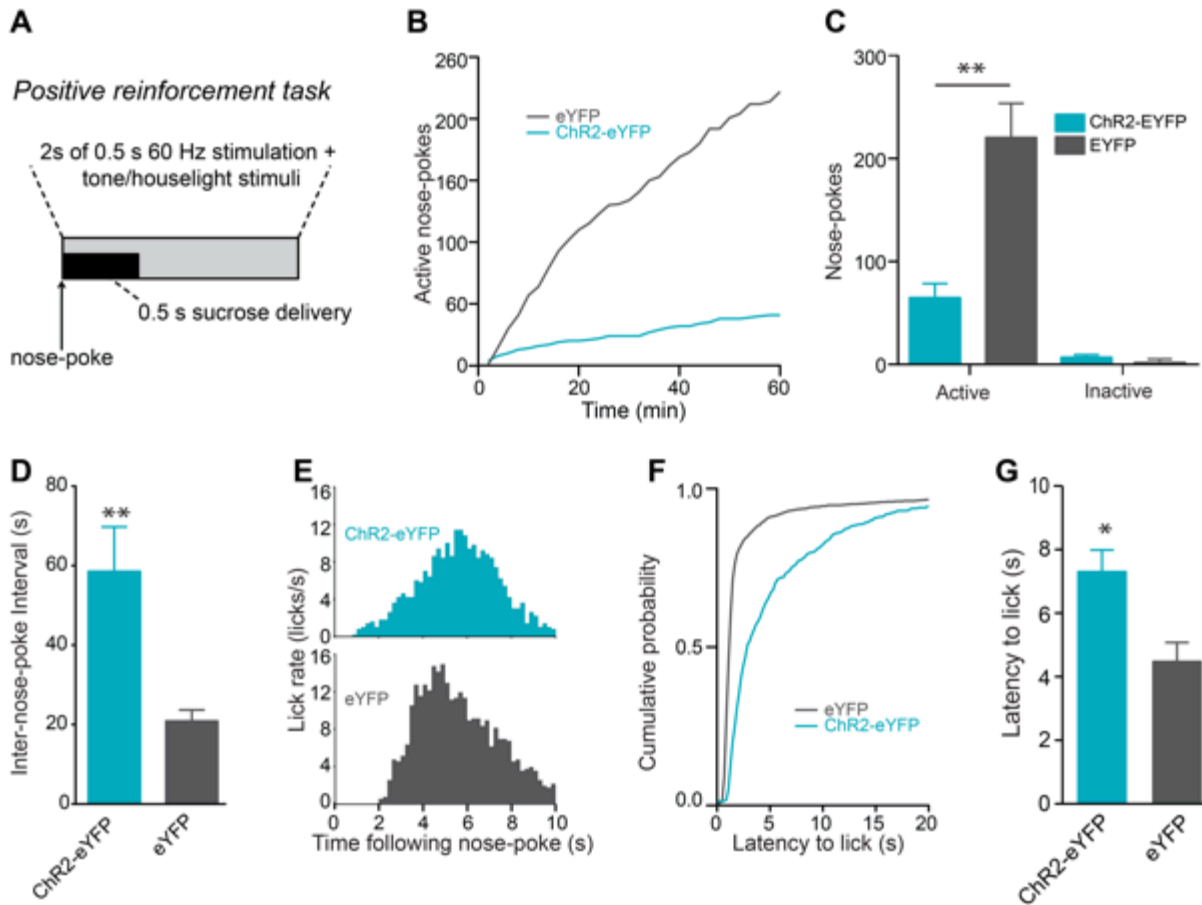 A
Positive reinforcement task
2s of 0.5 s 60 Hz stimulation +
tone/houselight stimuli
0.5 s sucrose delivery
nose-poke
B
Active nose-pokes
260
200
160
100
60
0
eYFP
ChR2-eYFP
0
20
40
60
Time (min)
C
Nose-pokes
300
200
100
0
**
ChR2-EYFP
EYFP
Active
Inactive
D
Inter-nose-poke Interval (s)
80
60
40
20
0
**
ChR2-eYFP
eYFP
E
Lick rate (licks/s)
16
12
8
4
0
ChR2-eYFP
16
12
8
4
0
eYFP
0
2
4
6
8
10
Time following nose-poke (s)
F
Cumulative probability
1.0
0.5
0.0
eYFP
ChR2-eYFP
0
5
10
15
20
Latency to lick (s)
G
Latency to lick (s)
10
8
6
4
2
0
*
ChR2-eYFP
eYFP